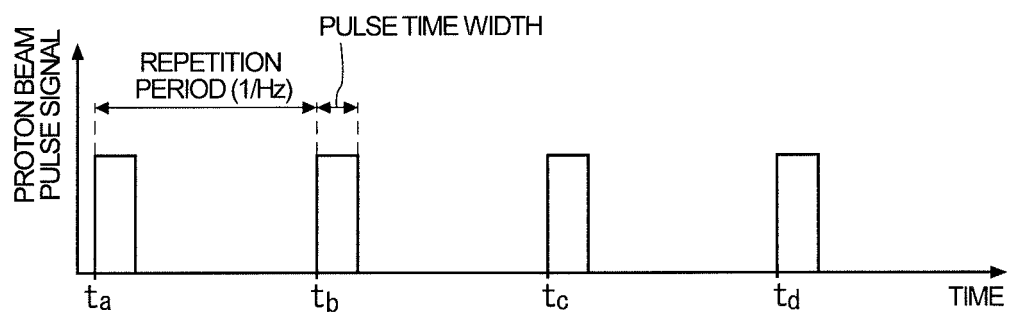 PULSE TIME WIDTH
REPETITION
PERIOD (1/Hz)
PROTON BEAM
PULSE SIGNAL
ta
tb
tc
td
TIME